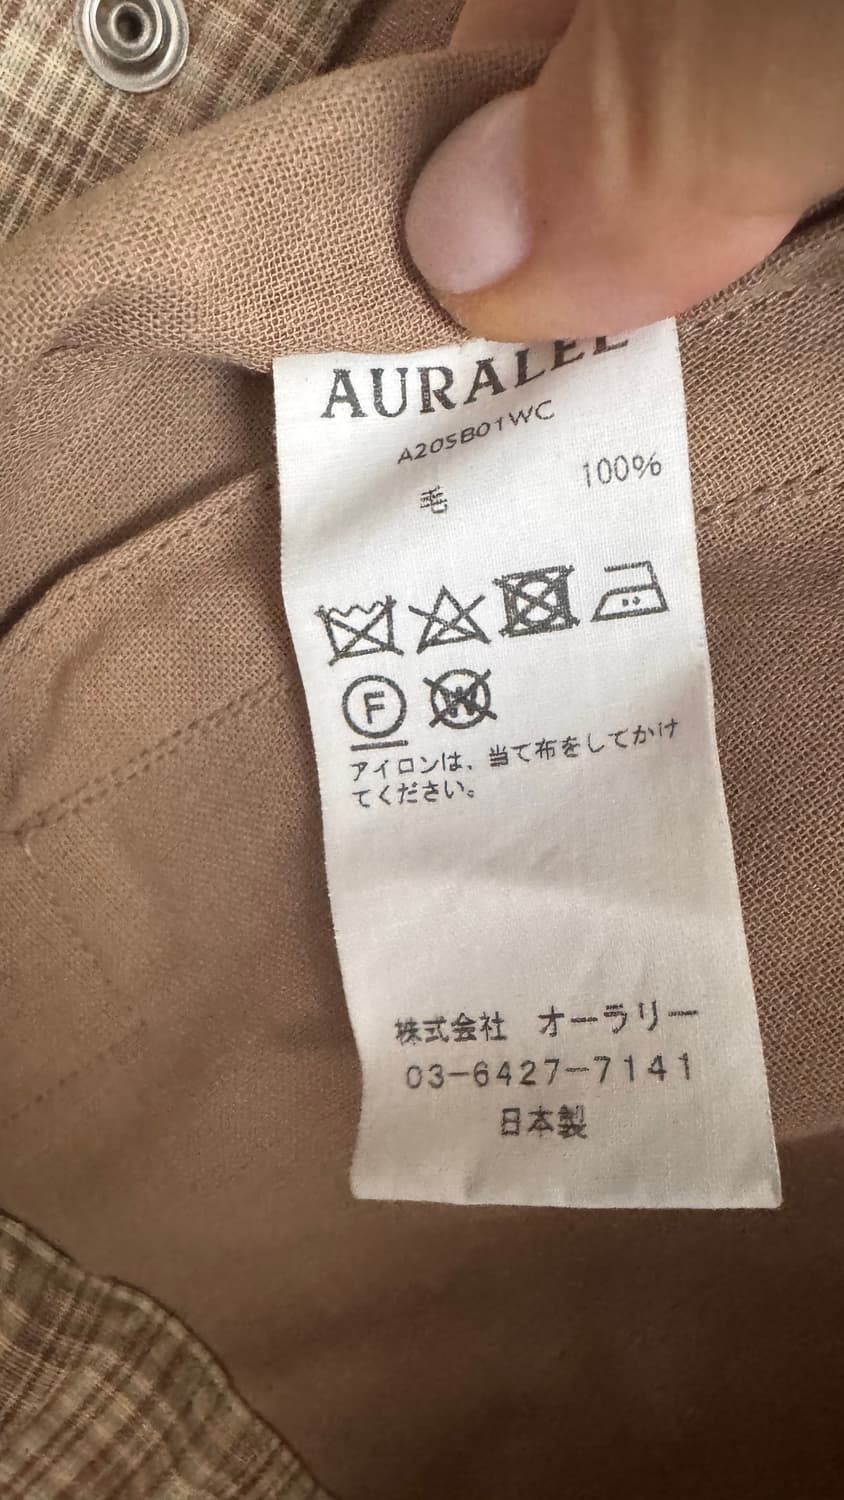 AURALEE
A20SB01WC
毛 100%
F W
アイロンは、当て布をしてかけ
てください。
株式会社 オーラリー
03-6427-7141
日本製